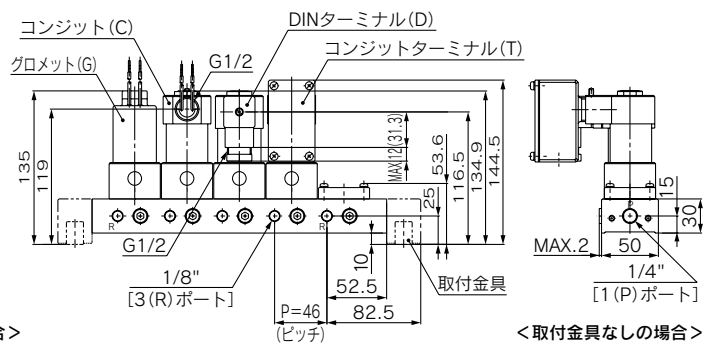 コンジット(C)
DINターミナル(D)
グロメット(G)
G1/2
コンジットターミナル(T)
135
119
MAX12(31.3)
53.6
25
116.5
134.9
144.5
15
30
R
R
P
G1/2
10
MAX.2
50
1/8"
[3(R)ポート]
52.5
取付金具
1/4"
[1(P)ポート]
P=46
(ピッチ)
82.5
合>
<取付金具なしの場合>